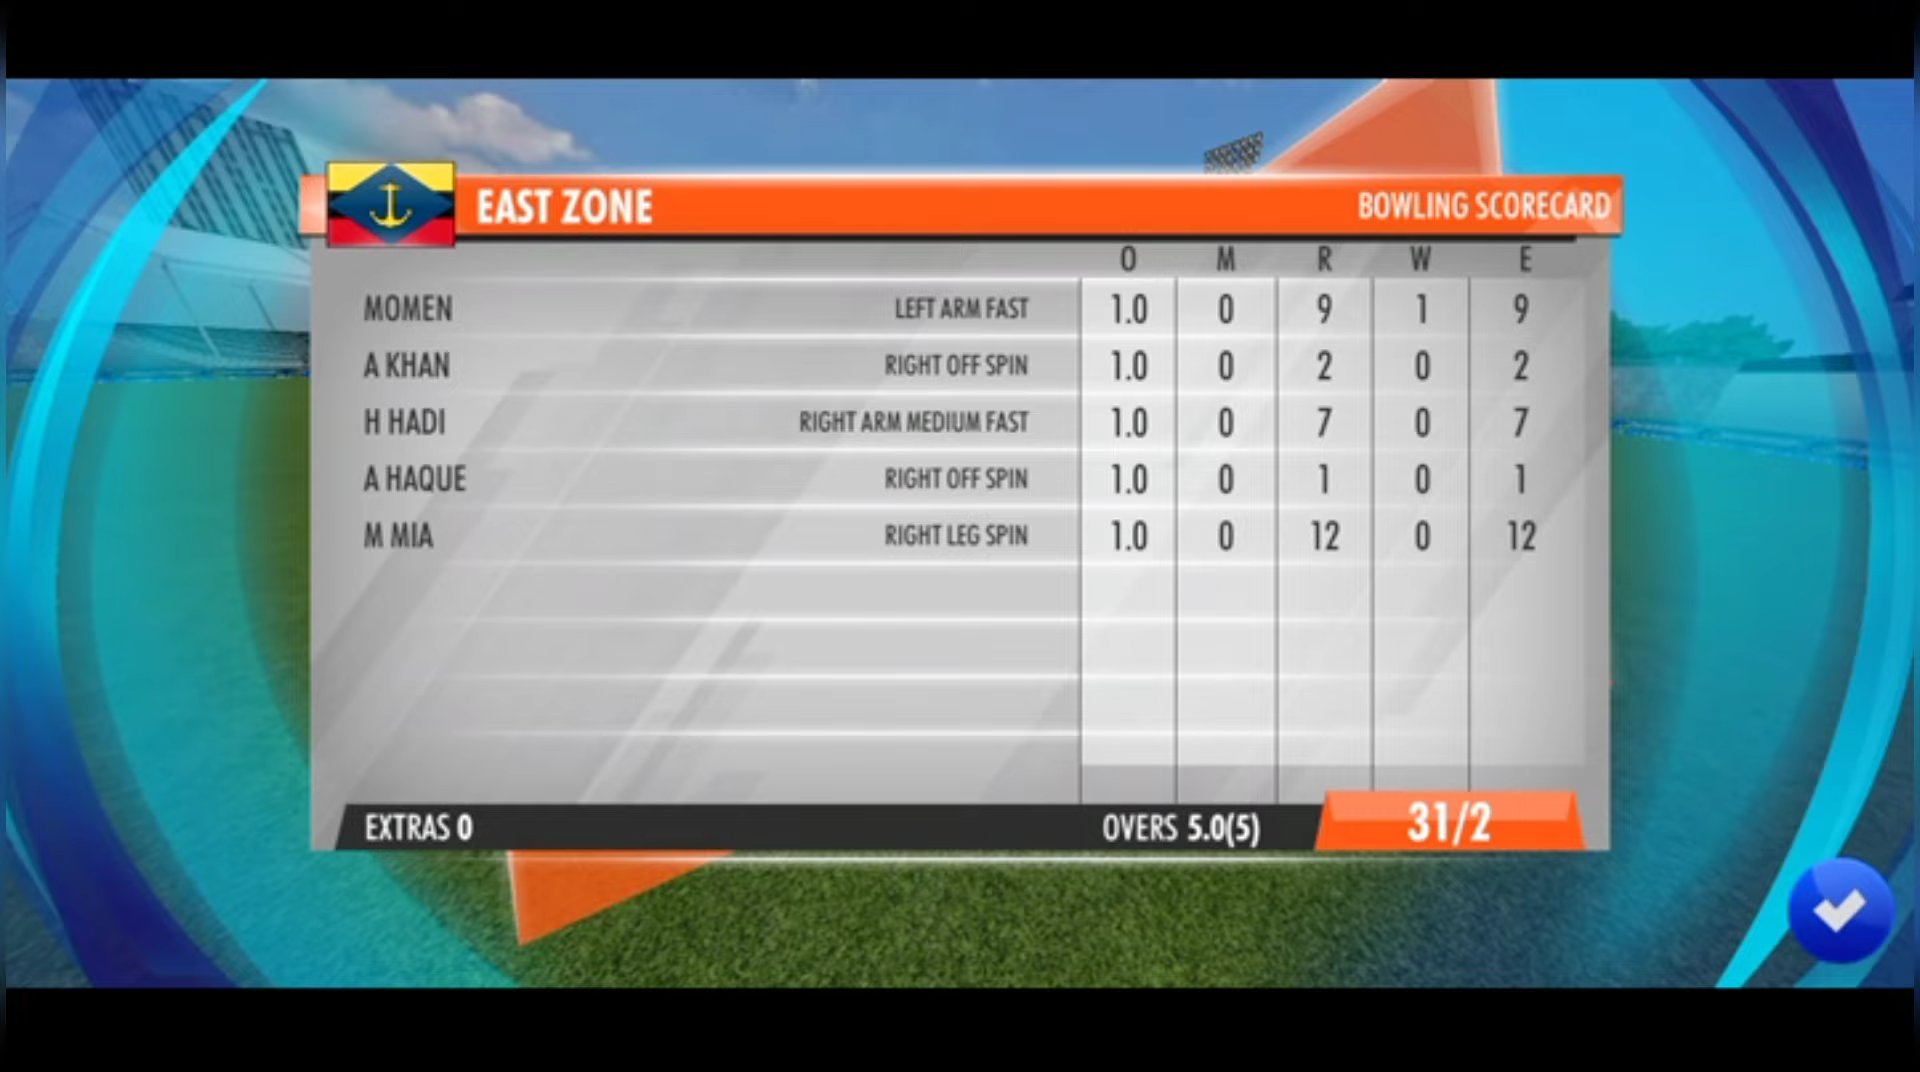 EAST ZONE BOWLING SCORECARD
O M R W E
MOMEN LEFT ARM FAST 1.0 0 9 1 9
A KHAN RIGHT OFF SPIN 1.0 0 2 0 2
H HADI RIGHT ARM MEDIUM FAST 1.0 0 7 0 7
A HAQUE RIGHT OFF SPIN 1.0 0 1 0 1
M MIA RIGHT LEG SPIN 1.0 0 12 0 12
EXTRAS 0 OVERS 5.0(5) 31/2